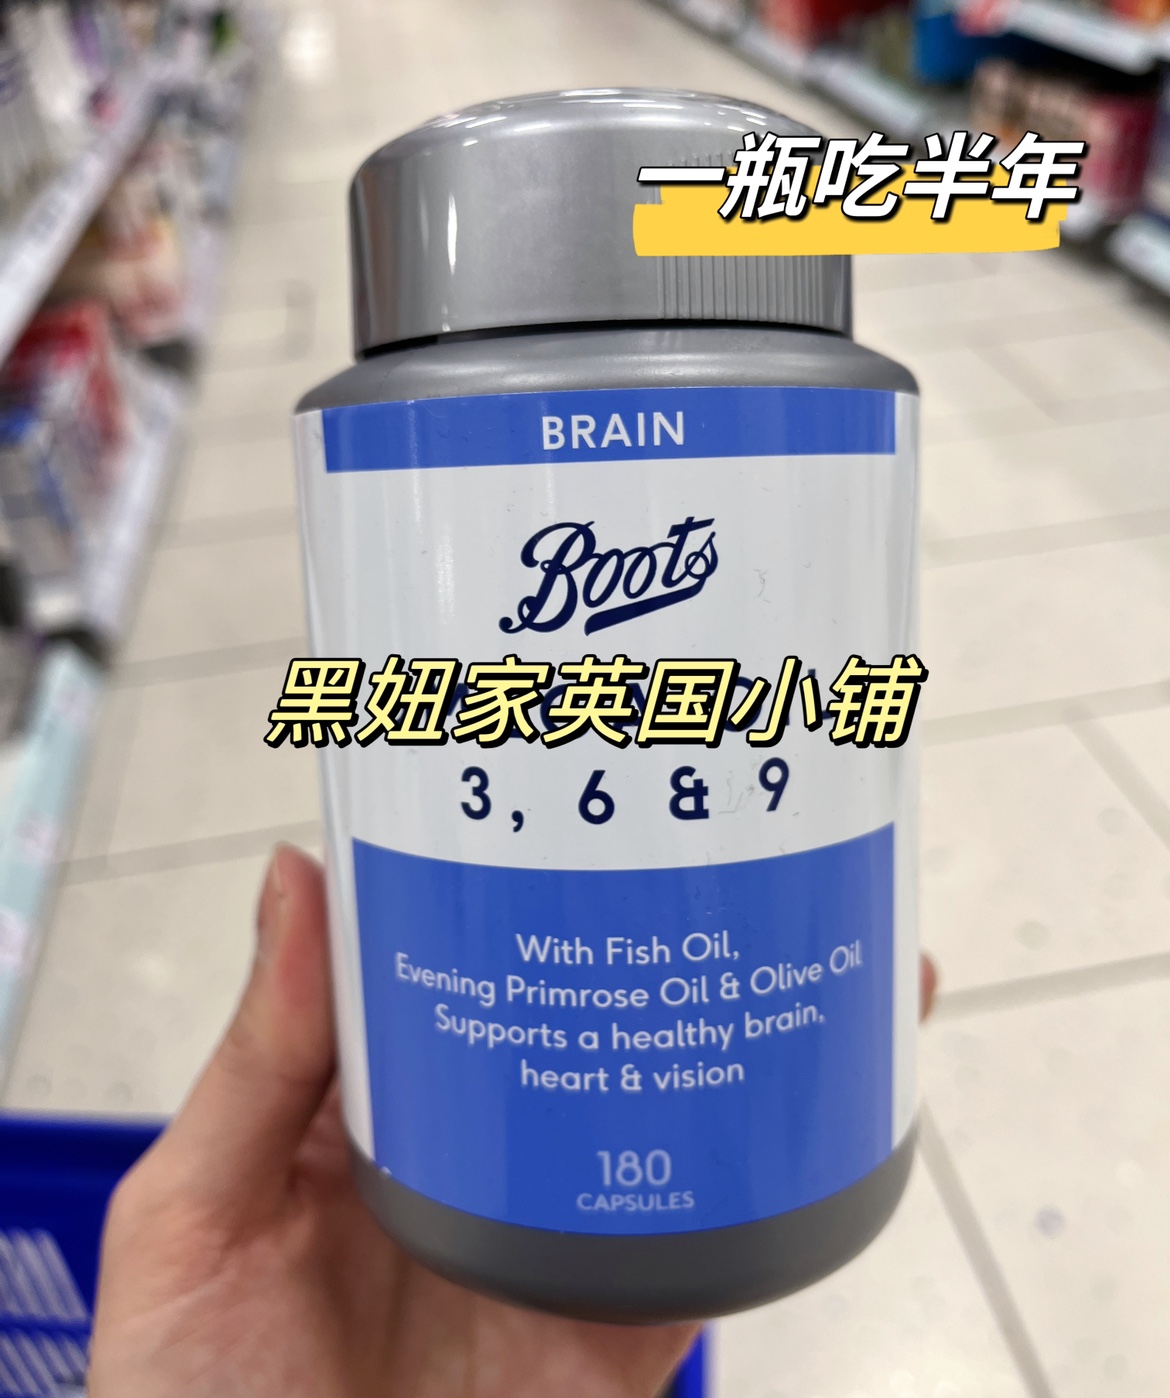 一瓶吃半年
BRAIN
Boots
黑妞家英国小铺
3, 6 & 9
With Fish Oil,
Evening Primrose Oil & Olive Oil
Supports a healthy brain,
heart & vision
180
CAPSULES